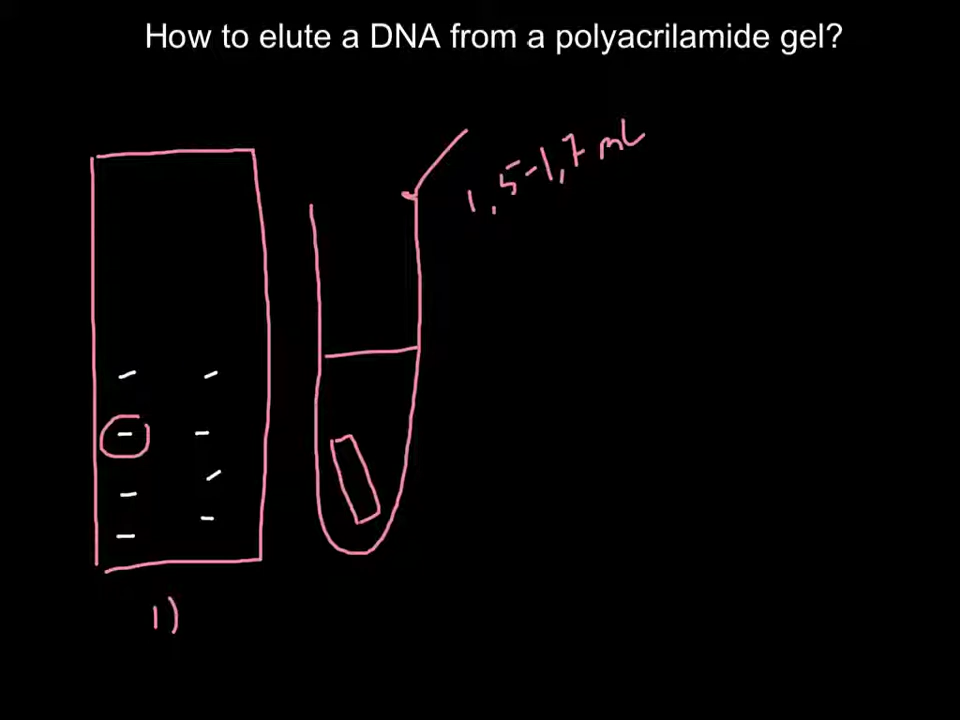 How to elute a DNA from a polyacrilamide gel?
1,5-1,7 mL
1)